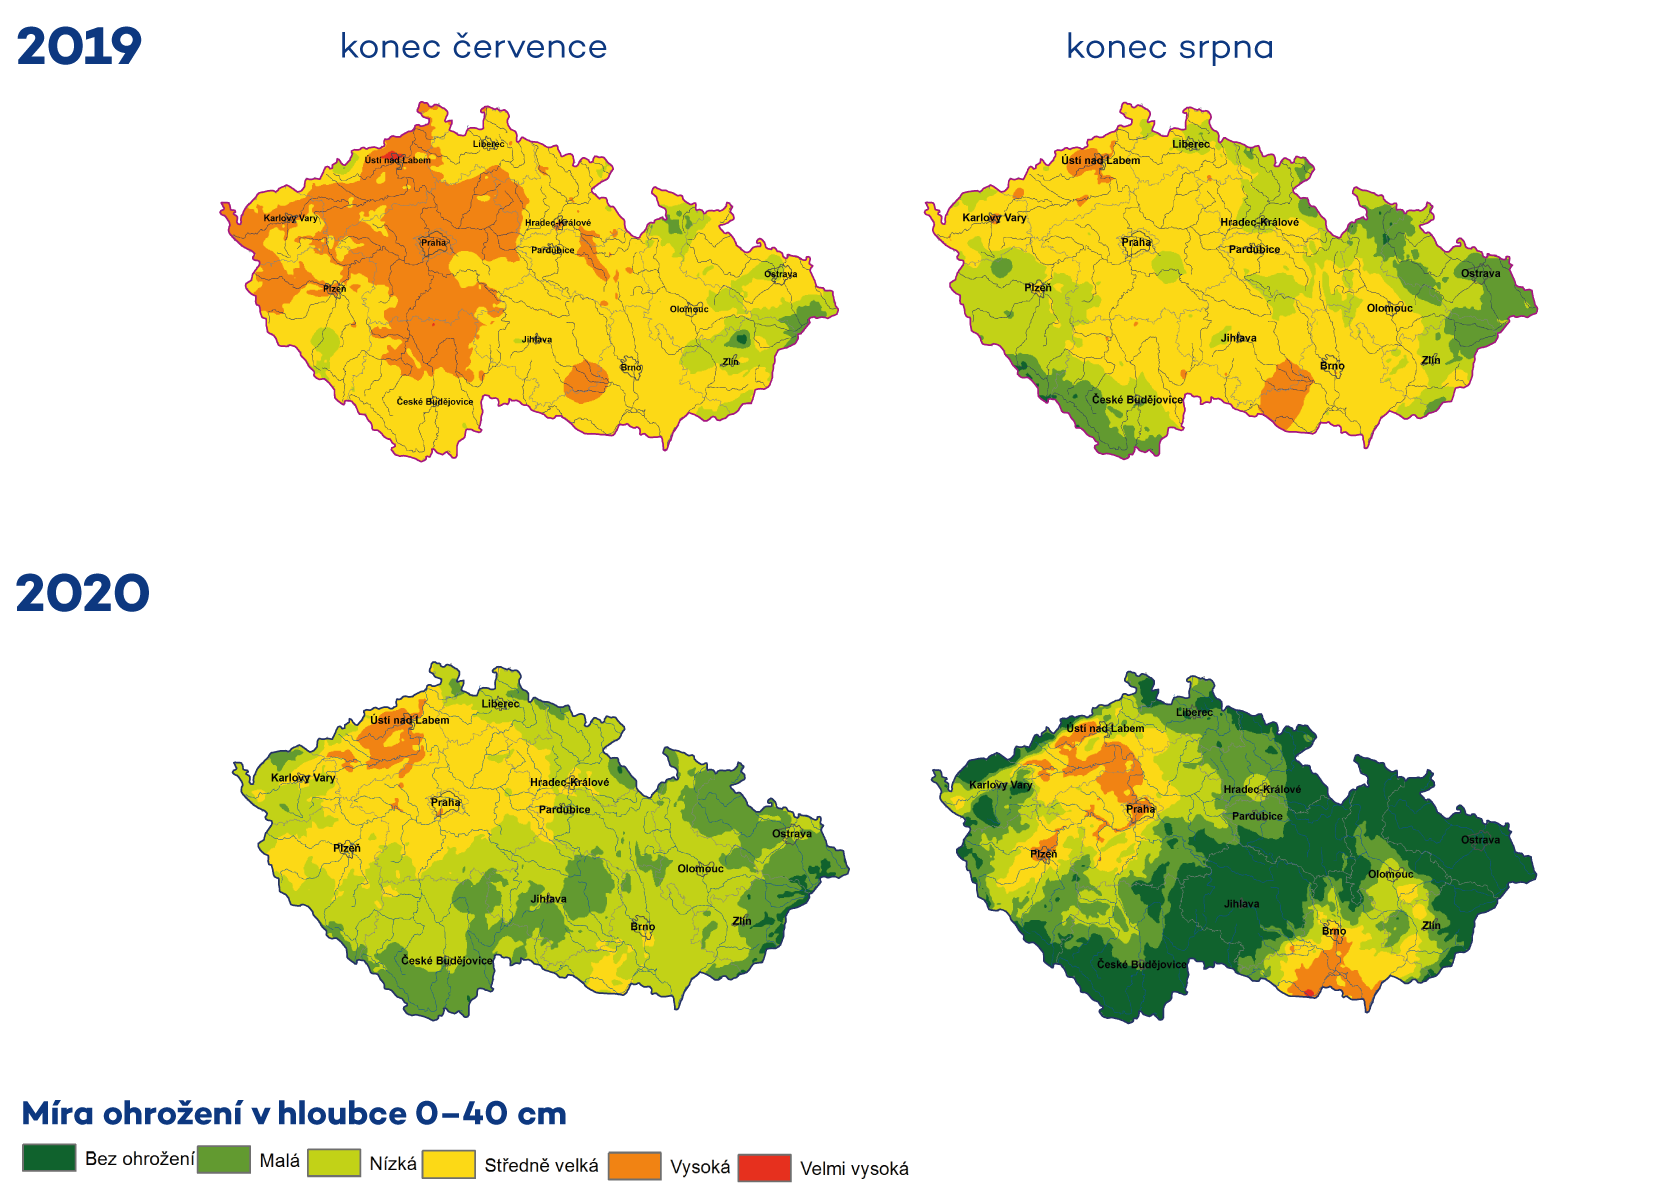 2019
konec července
konec srpna
Ústí nad Labem
Liberec
Karlovy Vary
Praha
Hradec-Králové
Pardubice
Plzeň
Ostrava
Olomouc
Jihlava
Zlín
Brno
České Budějovice
Ústí nad Labem
Liberec
Karlovy Vary
Praha
Hradec-Králové
Pardubice
Plzeň
Ostrava
Olomouc
Jihlava
Zlín
Brno
České Budějovice
2020
Ústí nad Labem
Liberec
Karlovy Vary
Praha
Hradec-Králové
Pardubice
Plzeň
Ostrava
Olomouc
Jihlava
Zlín
Brno
České Budějovice
Ústí nad Labem
Liberec
Karlovy Vary
Praha
Hradec-Králové
Pardubice
Plzeň
Ostrava
Olomouc
Jihlava
Zlín
Brno
České Budějovice
Míra ohrožení v hloubce 0–40 cm
Bez ohrožení Malá Nízká Středně velká Vysoká Velmi vysoká